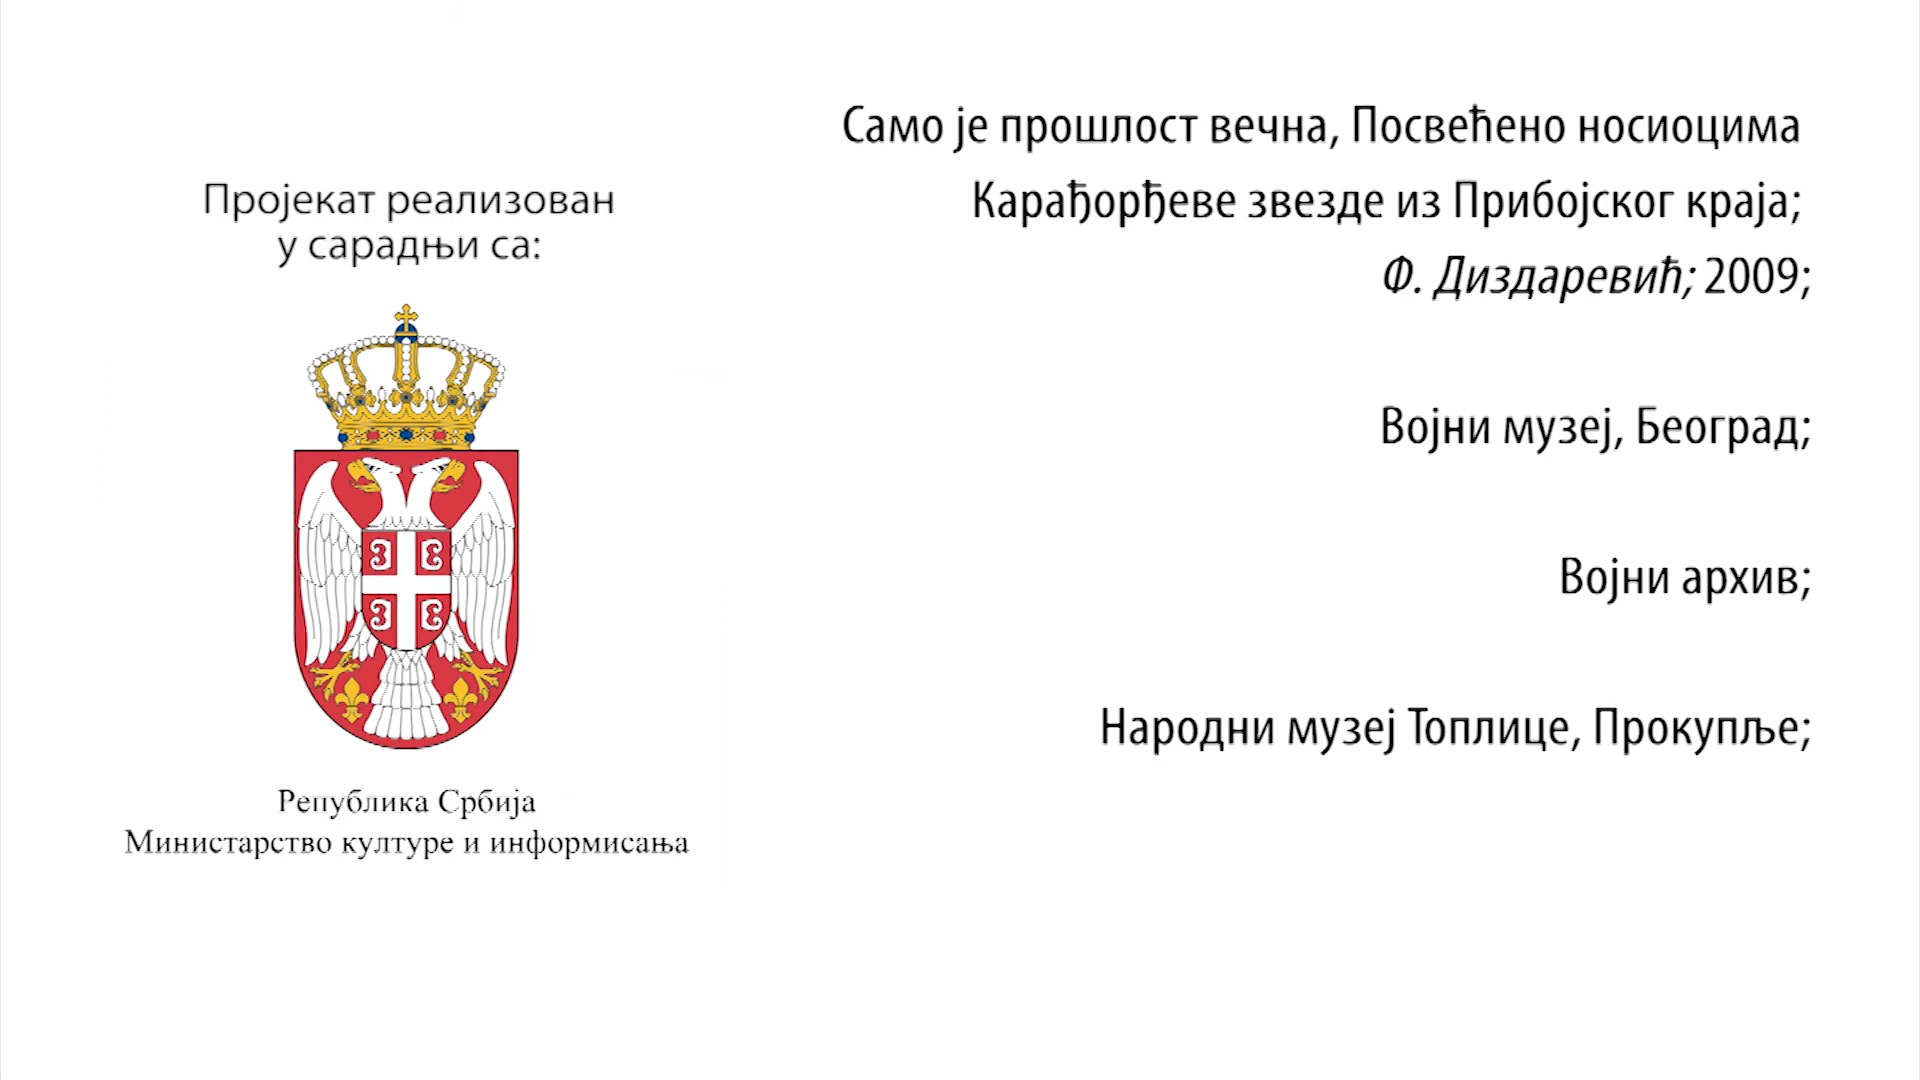 Пројекат реализован
у сарадњи са:
Република Србија
Министарство културе и информисања
Само је прошлост вечна, Посвећено носиоцима
Карађорђеве звезде из Прибојског краја;
Ф. Диздаревић; 2009;
Војни музеј, Београд;
Војни архив;
Народни музеј Топлице, Прокупље;